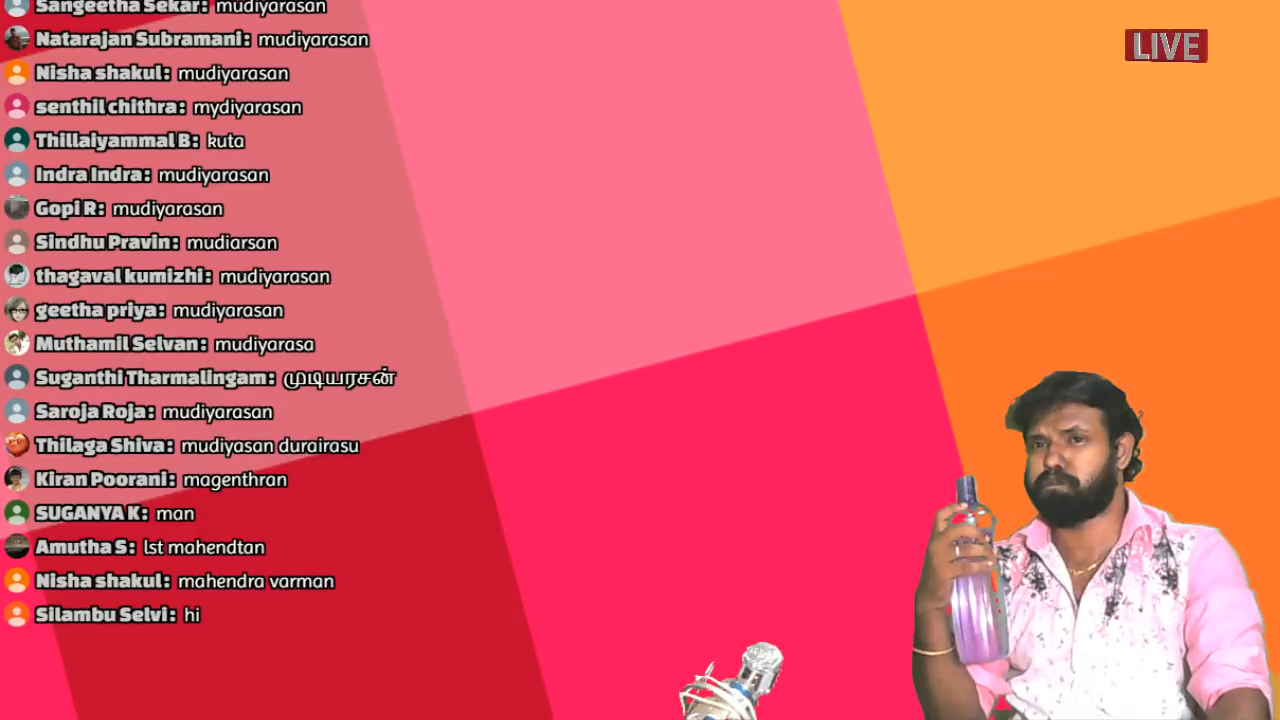 Sangeetha Sekar: mudiyarasan
Natarajan Subramani: mudiyarasan
LIVE
Nisha shakul: mudiyarasan
senthil chithra: mydiyarasan
Thillaiyammal B: kuta
Indra Indra: mudiyarasan
Gopi R: mudiyarasan
Sindhu Pravin: mudiarsan
thagaval kumizhi: mudiyarasan
geetha priya: mudiyarasan
Muthamil Selvan: mudiyarasa
Suganthi Tharmalingam: முடியரசன்
Saroja Roja: mudiyarasan
Thilaga Shiva: mudiyasan durairasu
Kiran Poorani: magenthran
SUGANYA K: man
Amutha S: lst mahendtan
Nisha shakul: mahendra varman
Silambu Selvi: hi